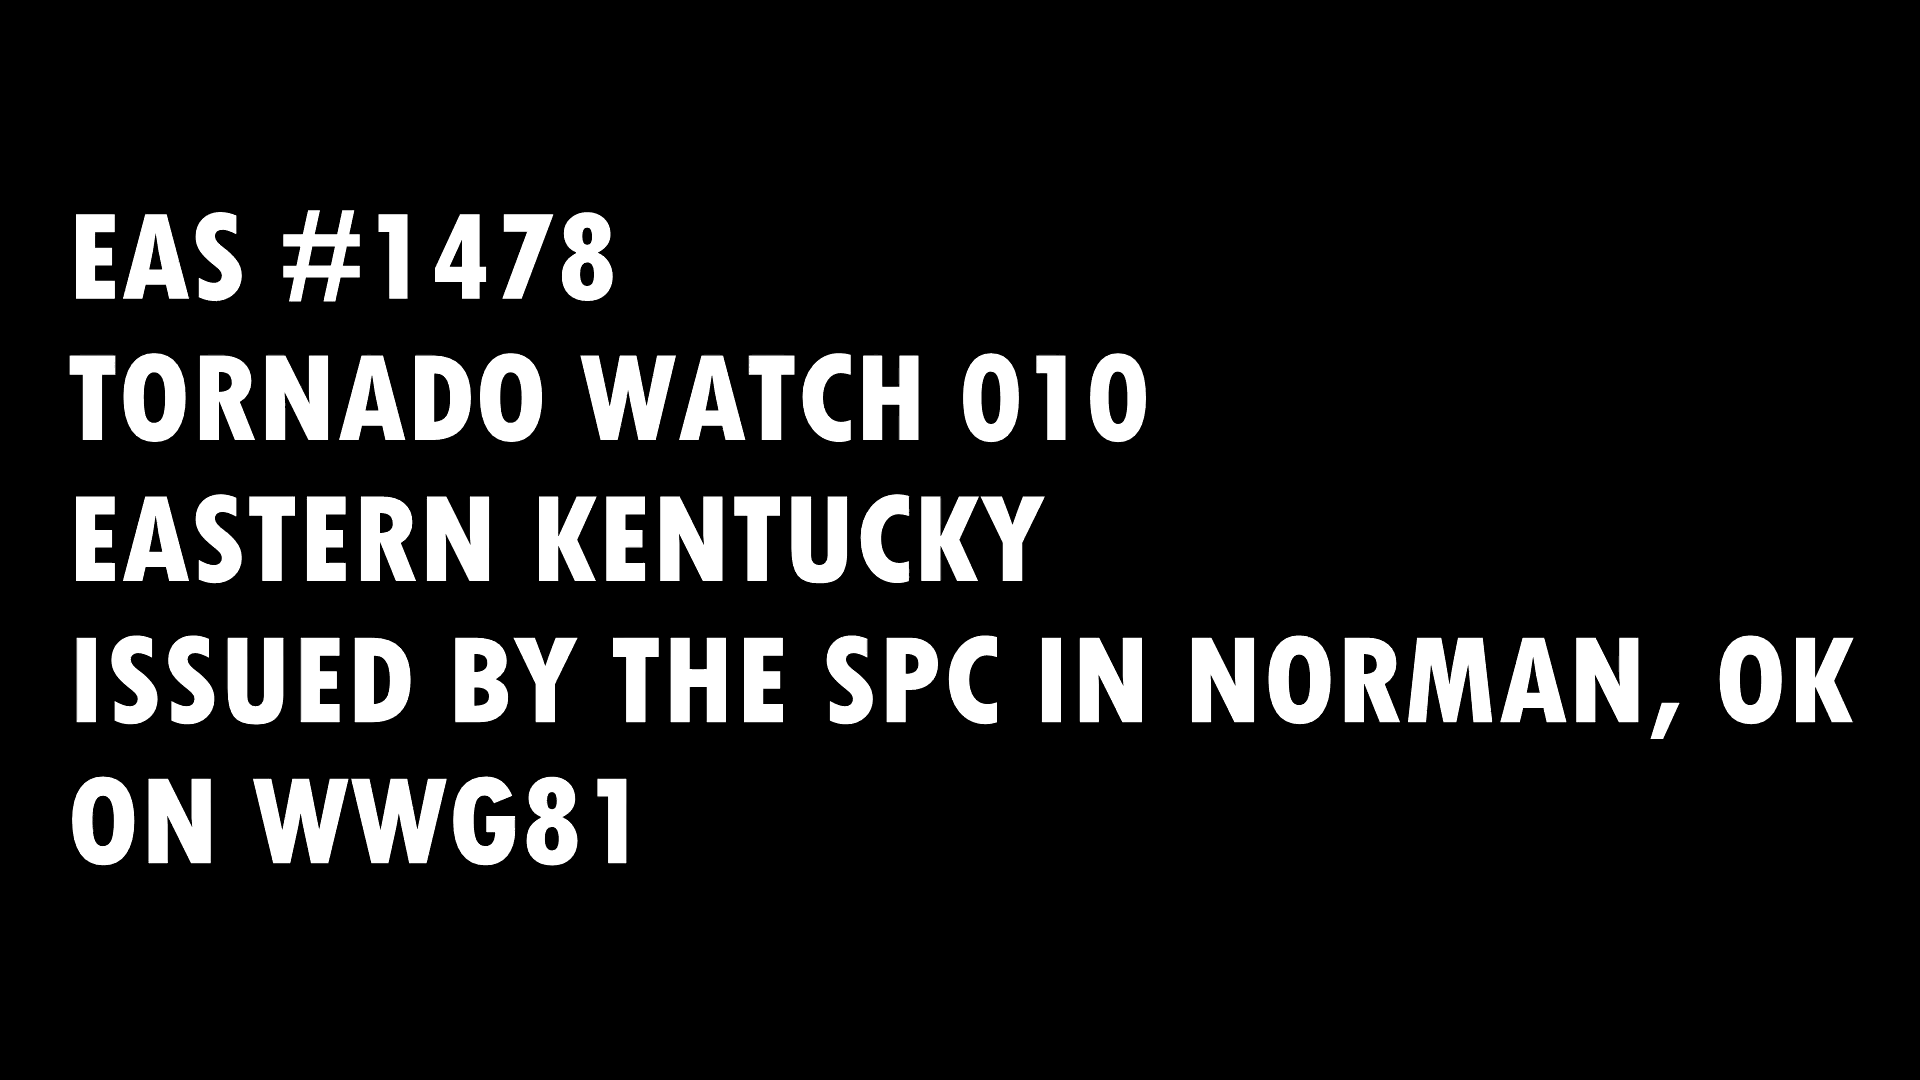 EAS #1478
TORNADO WATCH 010
EASTERN KENTUCKY
ISSUED BY THE SPC IN NORMAN, OK
ON WWG81